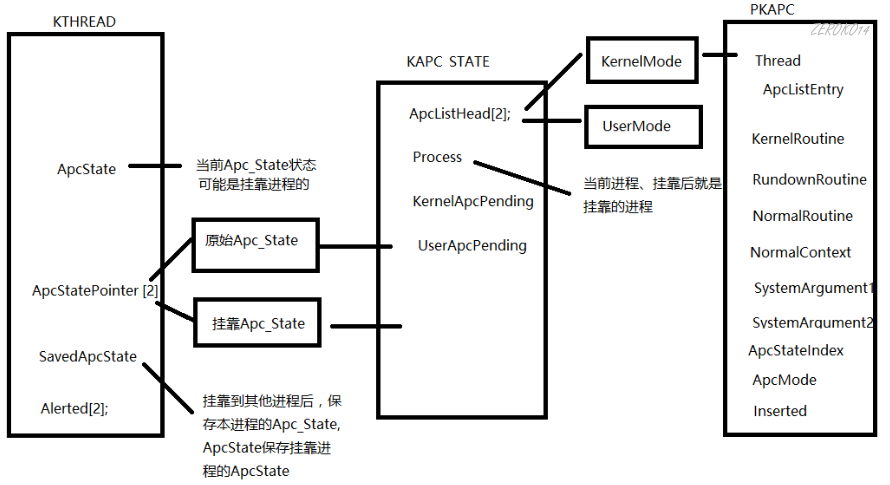 KTHREAD
ApcState
当前Apc_State状态
可能是挂靠进程的
ApcStatePointer [2]
原始Apc_State
挂靠Apc_State
SavedApcState
挂靠到其他进程后，保
存本进程的Apc_State,
ApcState保存挂靠进
程的ApcState
Alerted[2];
KAPC STATE
ApcListHead[2];
KernelMode
UserMode
Process
当前进程、挂靠后就是
挂靠的进程
KernelApcPending
UserApcPending
PKAPC
ZEROKO14
Thread
ApcListEntry
KernelRoutine
RundownRoutine
NormalRoutine
NormalContext
SystemArgument1
SystemArgument2
ApcStateIndex
ApcMode
Inserted